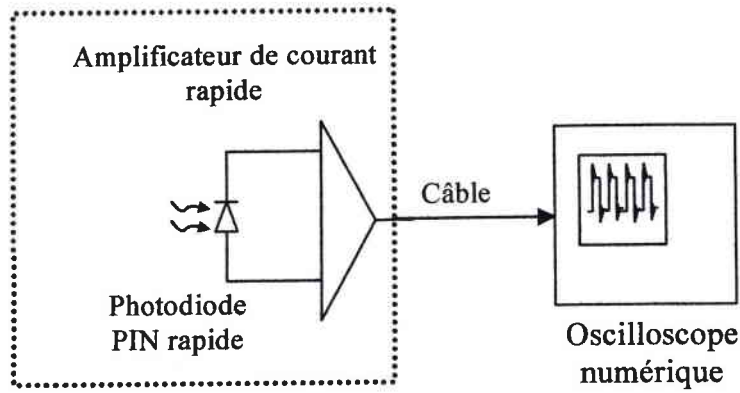 Amplificateur de courant
rapide
Câble
Photodiode
PIN rapide
Oscilloscope
numérique